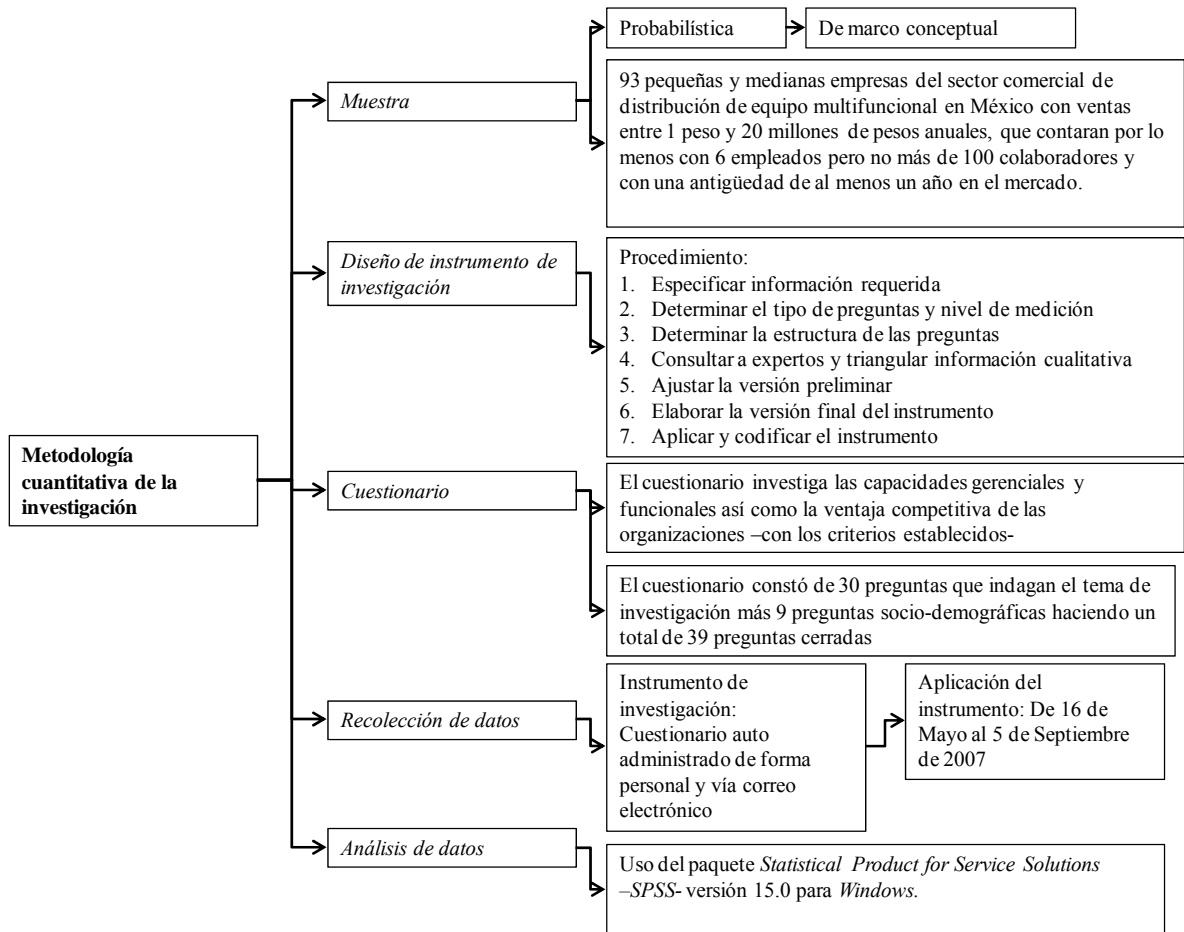 Metodología
cuantitativa de la
investigación
Muestra
Probabilística
De marco conceptual
93 pequeñas y medianas empresas del sector comercial de
distribución de equipo multifuncional en México con ventas
entre 1 peso y 20 millones de pesos anuales, que contaran por lo
menos con 6 empleados pero no más de 100 colaboradores y
con una antigüedad de al menos un año en el mercado.
Diseño de instrumento de
investigación
Procedimiento:
1. Especificar información requerida
2. Determinar el tipo de preguntas y nivel de medición
3. Determinar la estructura de las preguntas
4. Consultar a expertos y triangular información cualitativa
5. Ajustar la versión preliminar
6. Elaborar la versión final del instrumento
7. Aplicar y codificar el instrumento
Cuestionario
El cuestionario investiga las capacidades gerenciales y
funcionales así como la ventaja competitiva de las
organizaciones –con los criterios establecidos-
El cuestionario constó de 30 preguntas que indagan el tema de
investigación más 9 preguntas socio-demográficas haciendo un
total de 39 preguntas cerradas
Recolección de datos
Instrumento de
investigación:
Cuestionario auto
administrado de forma
personal y vía correo
electrónico
Aplicación del
instrumento: De 16 de
Mayo al 5 de Septiembre
de 2007
Análisis de datos
Uso del paquete Statistical Product for Service Solutions
–SPSS- versión 15.0 para Windows.